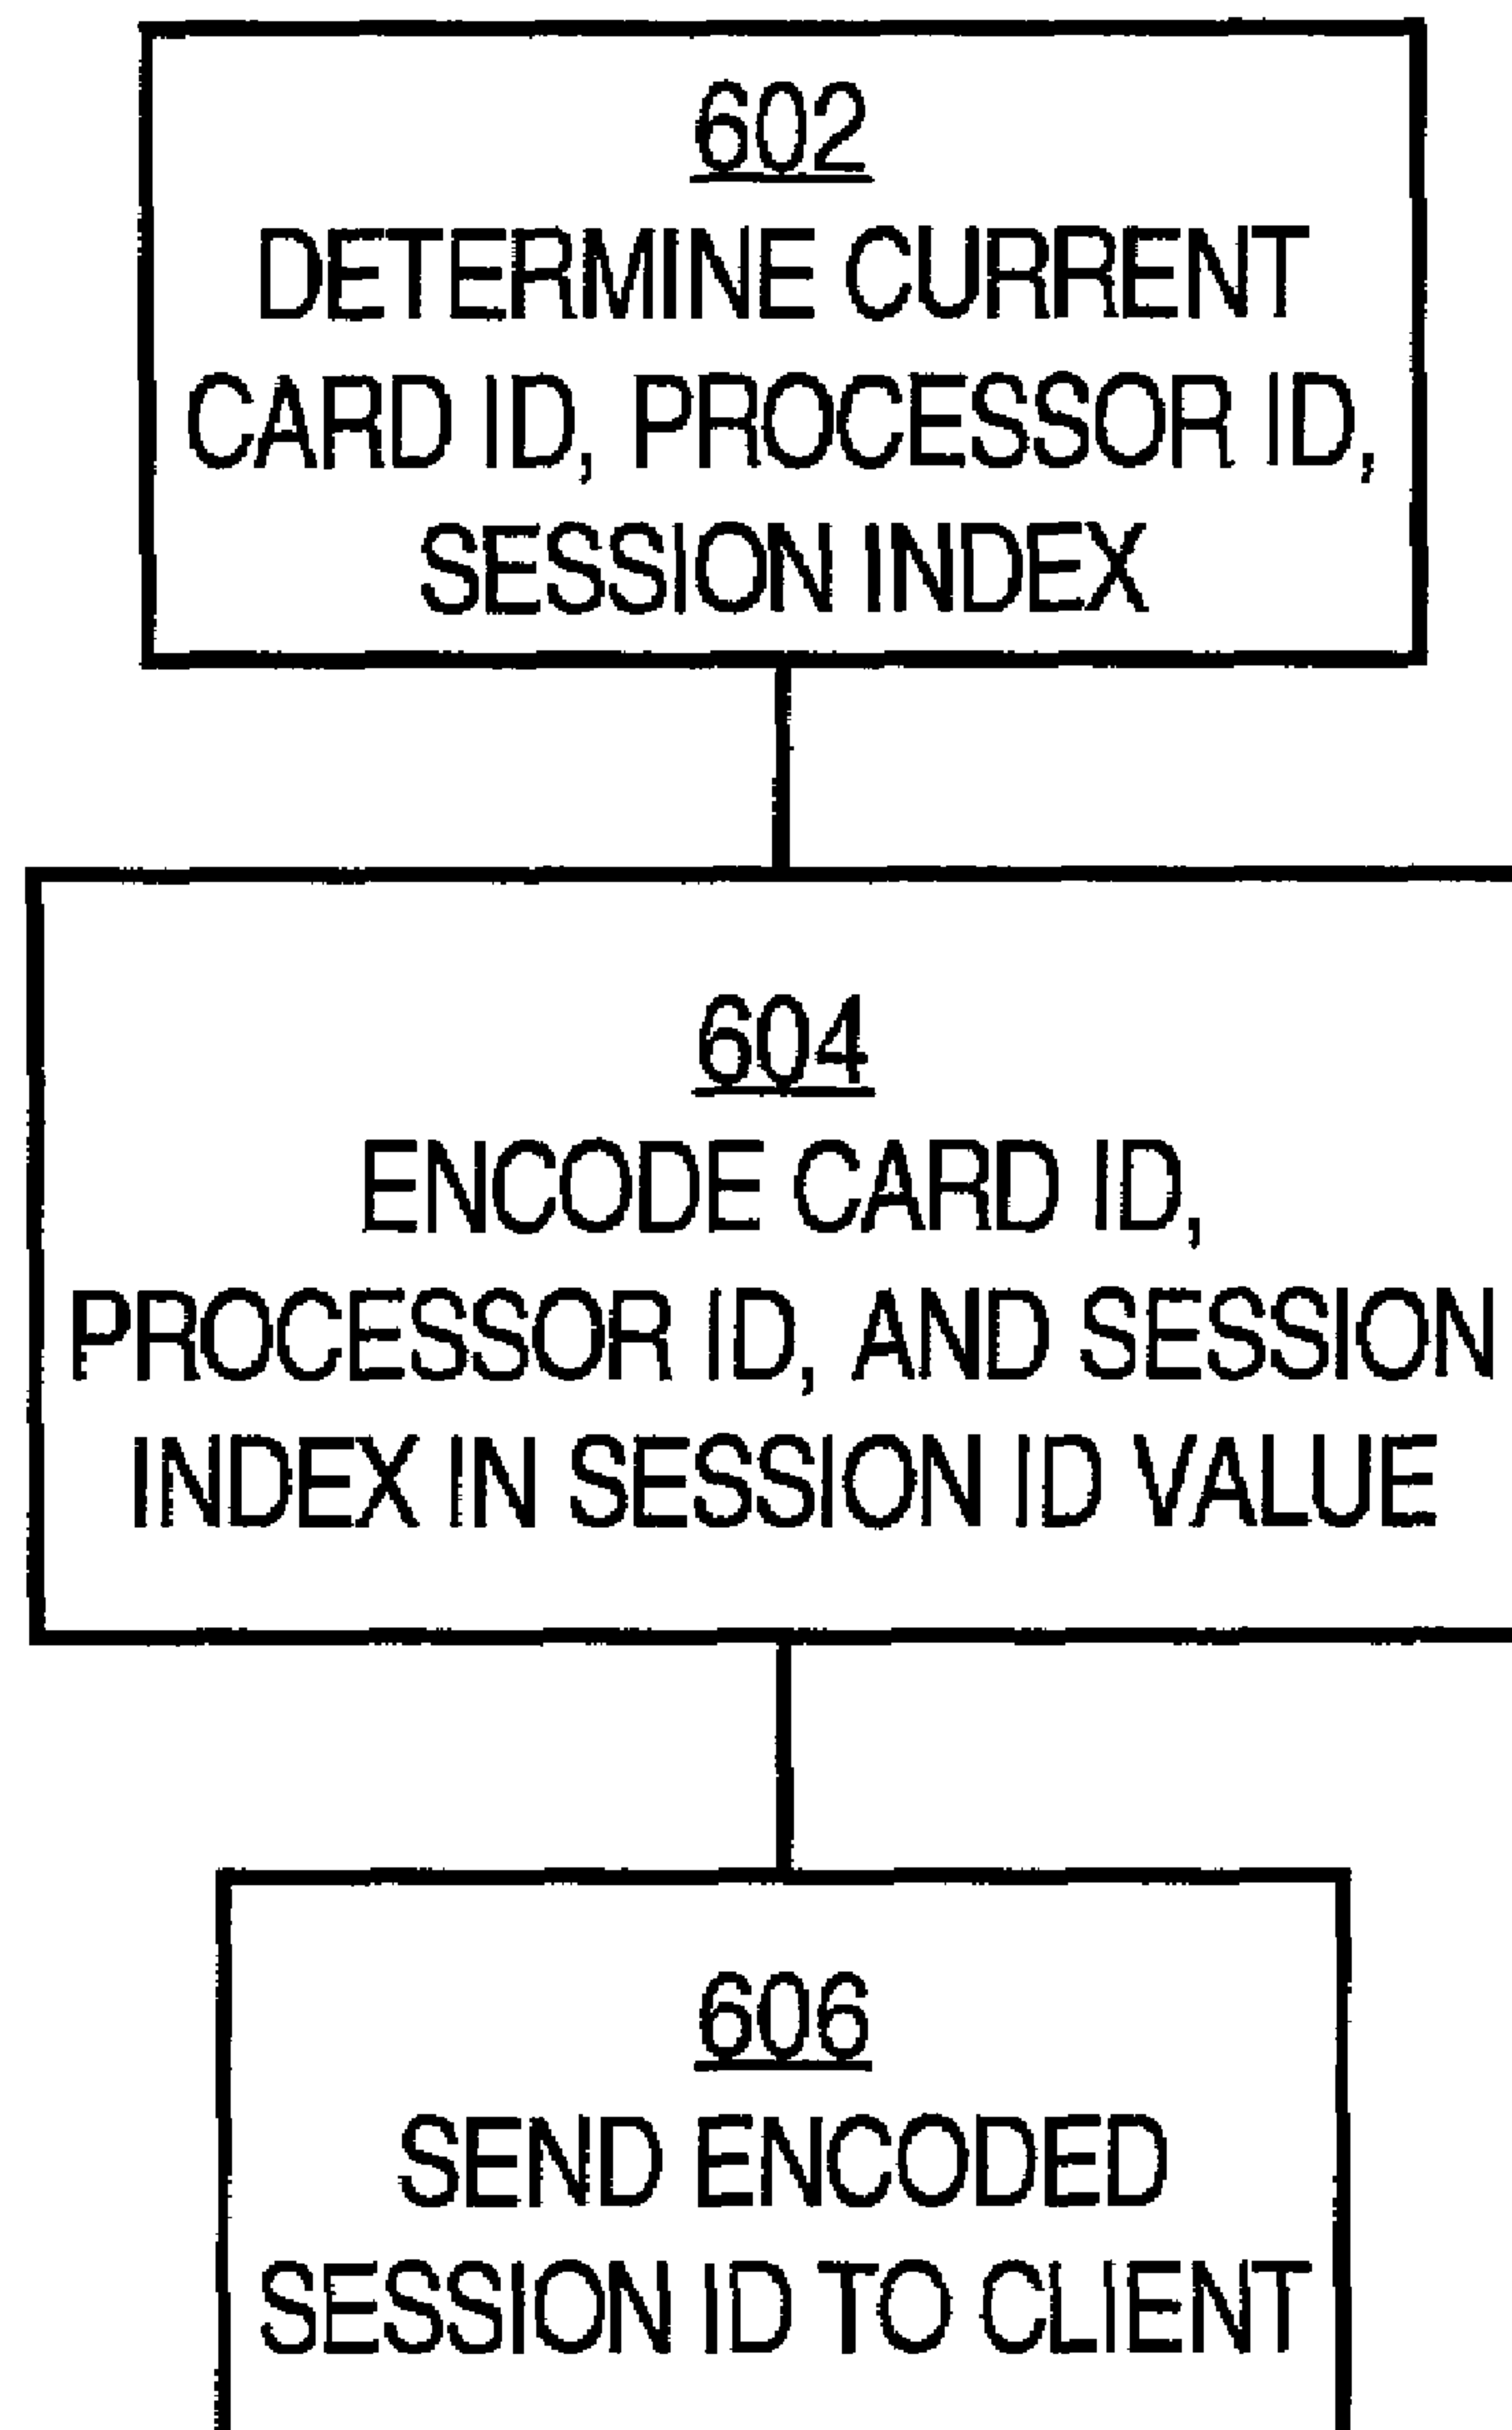 602
DETERMINE CURRENT
CARD ID, PROCESSOR ID,
SESSION INDEX
604
ENCODE CARD ID,
PROCESSOR ID, AND SESSION
INDEX IN SESSION ID VALUE
606
SEND ENCODED
SESSION ID TO CLIENT